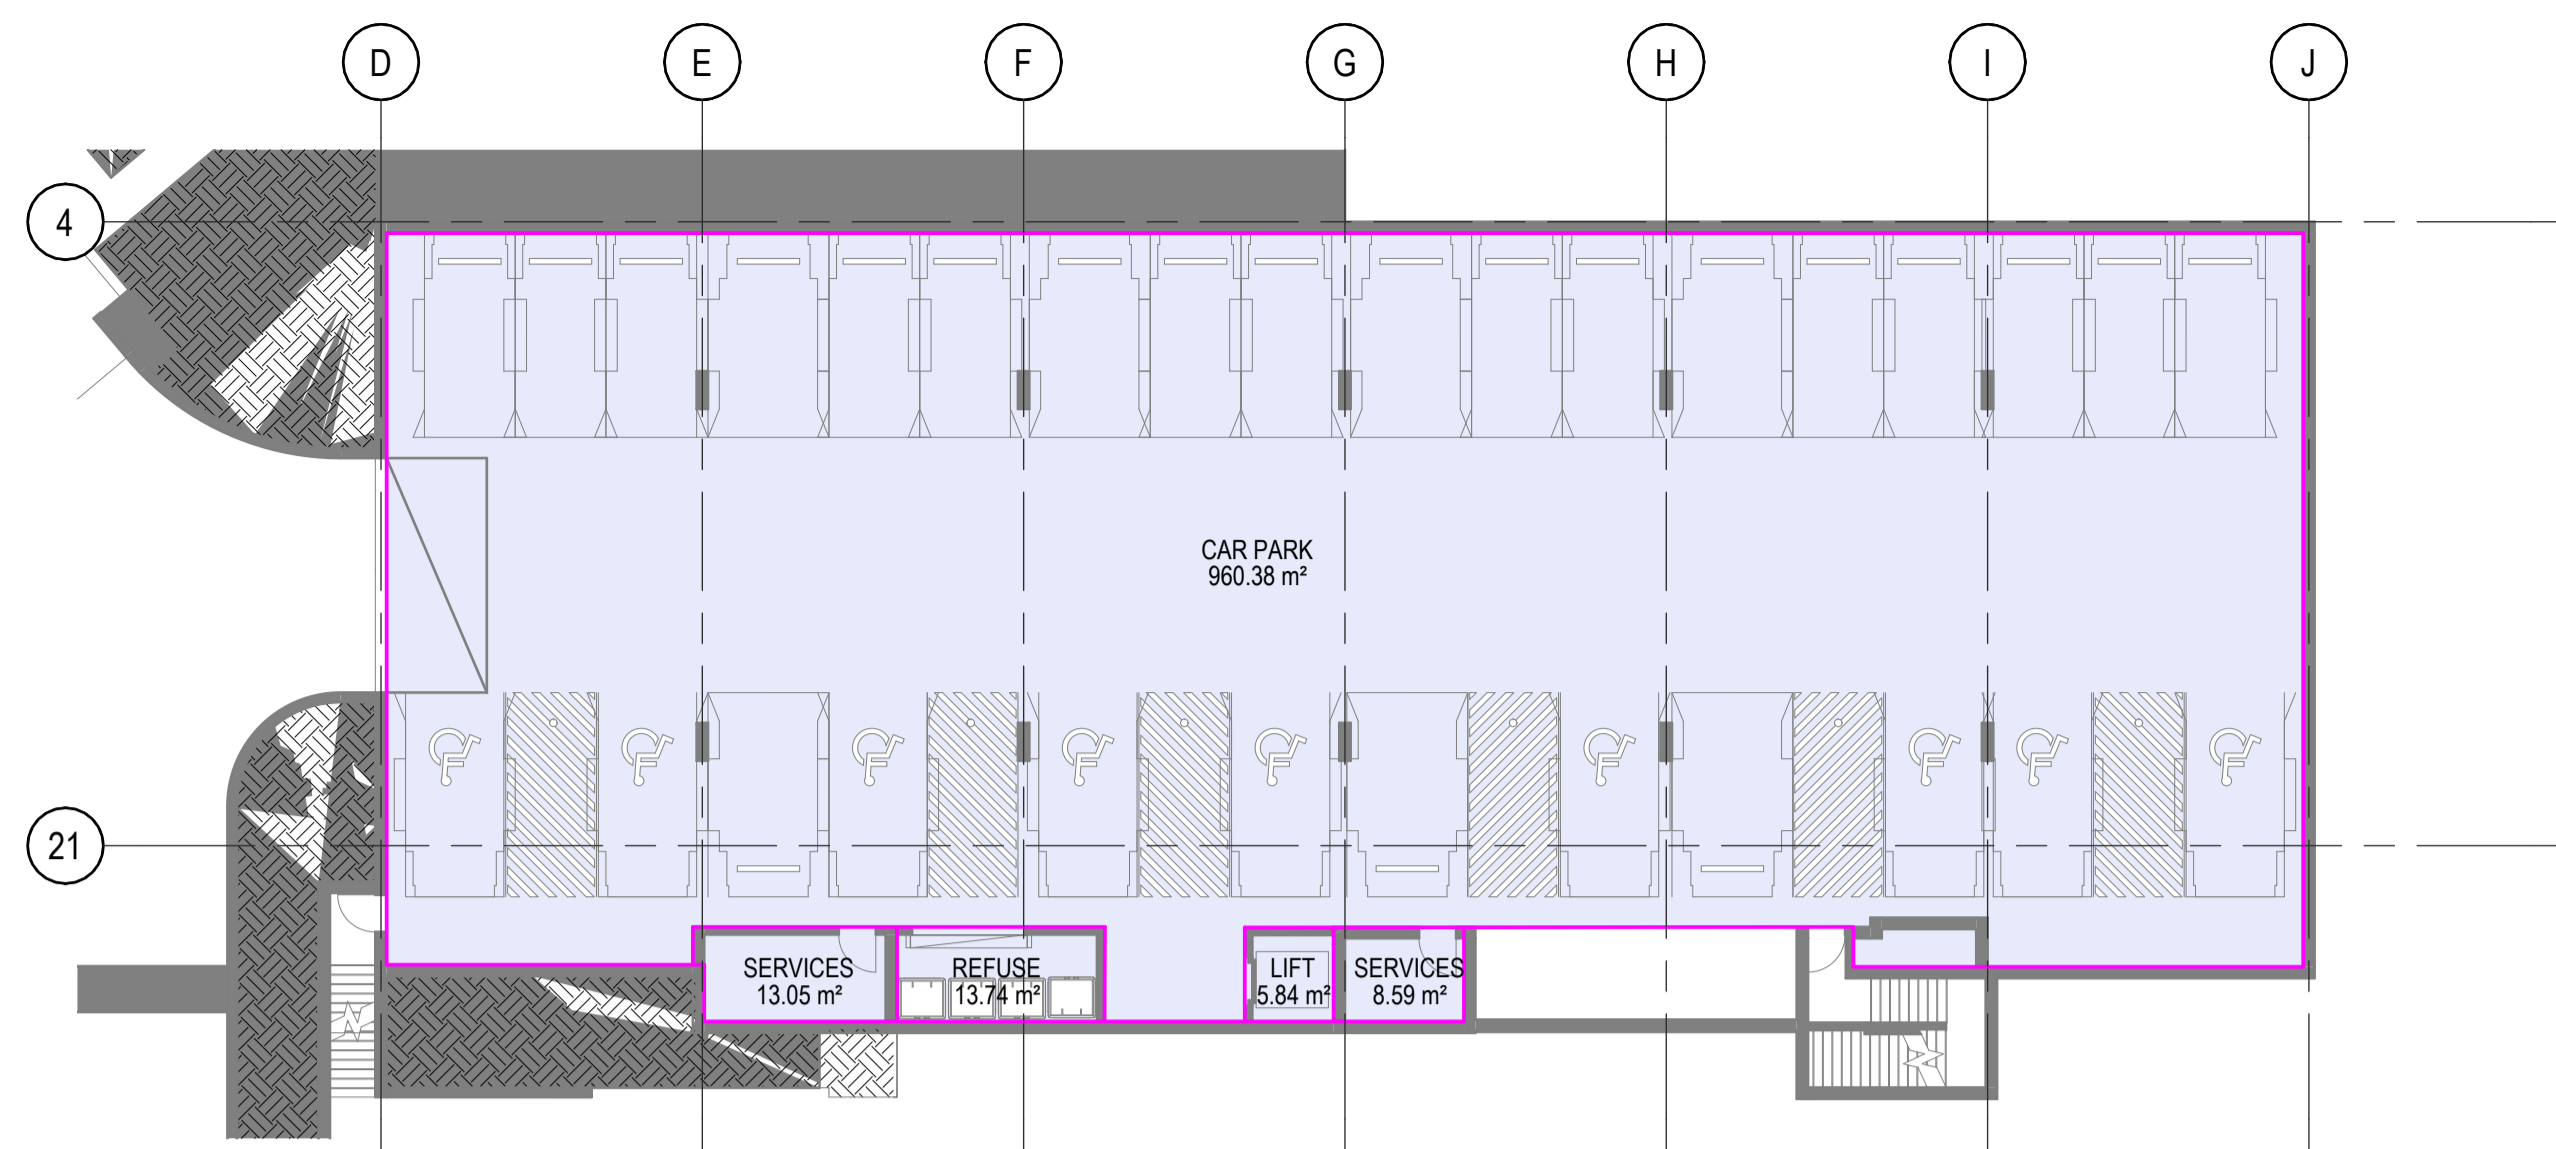 D E F G H I J
4
CAR PARK
960.38 m²
21
SERVICES
13.05 m²
REFUSE
13.74 m²
LIFT
5.84 m²
SERVICES
8.59 m²